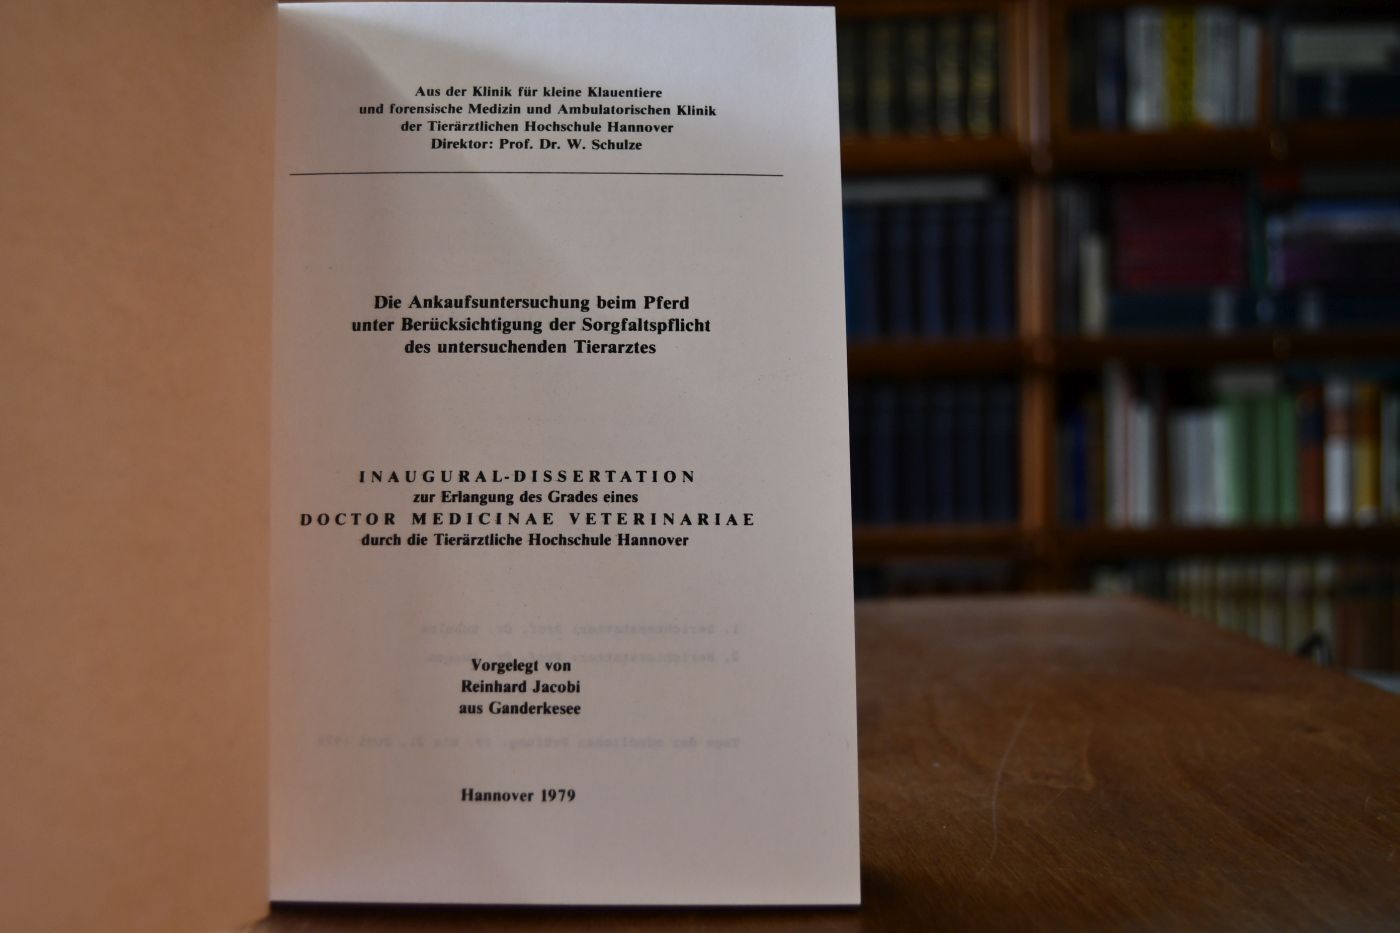 Aus der Klinik für kleine Klauentiere
und forensische Medizin und Ambulatorischen Klinik
der Tierärztlichen Hochschule Hannover
Direktor: Prof. Dr. W. Schulze
Die Ankaufsuntersuchung beim Pferd
unter Berücksichtigung der Sorgfaltspflicht
des untersuchenden Tierarztes
INAUGURAL-DISSERTATION
zur Erlangung des Grades eines
DOCTOR MEDICINAE VETERINARIAE
durch die Tierärztliche Hochschule Hannover
Vorgelegt von
Reinhard Jacobi
aus Ganderkesee
Hannover 1979